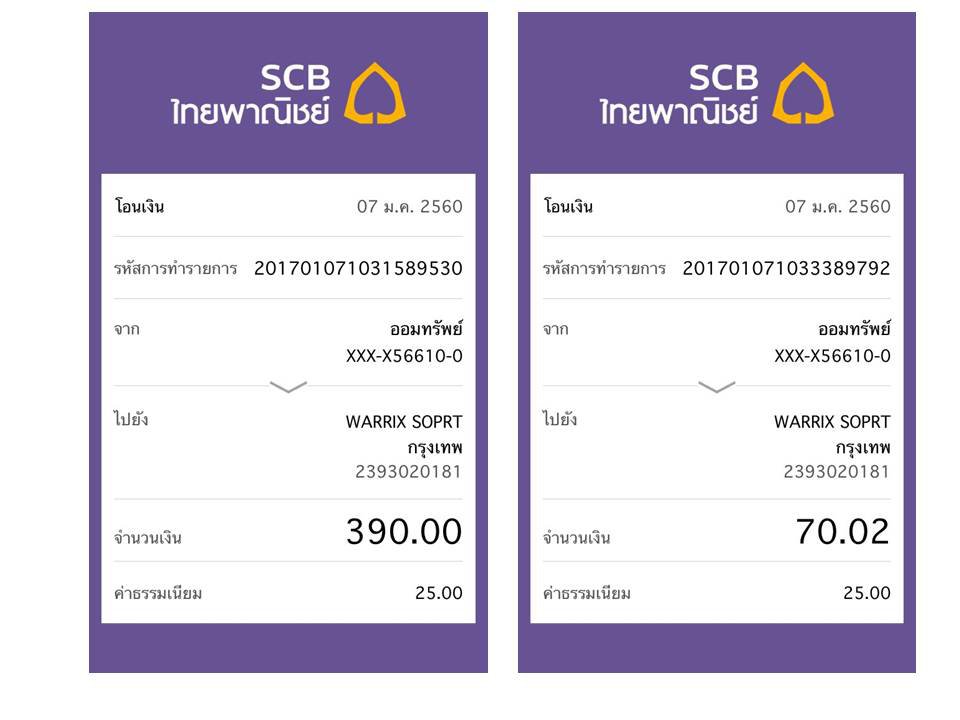 SCB
ไทยพาณิชย์
โอนเงิน 07 ม.ค. 2560
รหัสการทำรายการ 201701071031589530
จาก ออมทรัพย์
XXX-X56610-0
ไปยัง WARRIX SOPRT
กรุงเทพ
2393020181
จำนวนเงิน 390.00
ค่าธรรมเนียม 25.00
SCB
ไทยพาณิชย์
โอนเงิน 07 ม.ค. 2560
รหัสการทำรายการ 201701071033389792
จาก ออมทรัพย์
XXX-X56610-0
ไปยัง WARRIX SOPRT
กรุงเทพ
2393020181
จำนวนเงิน 70.02
ค่าธรรมเนียม 25.00